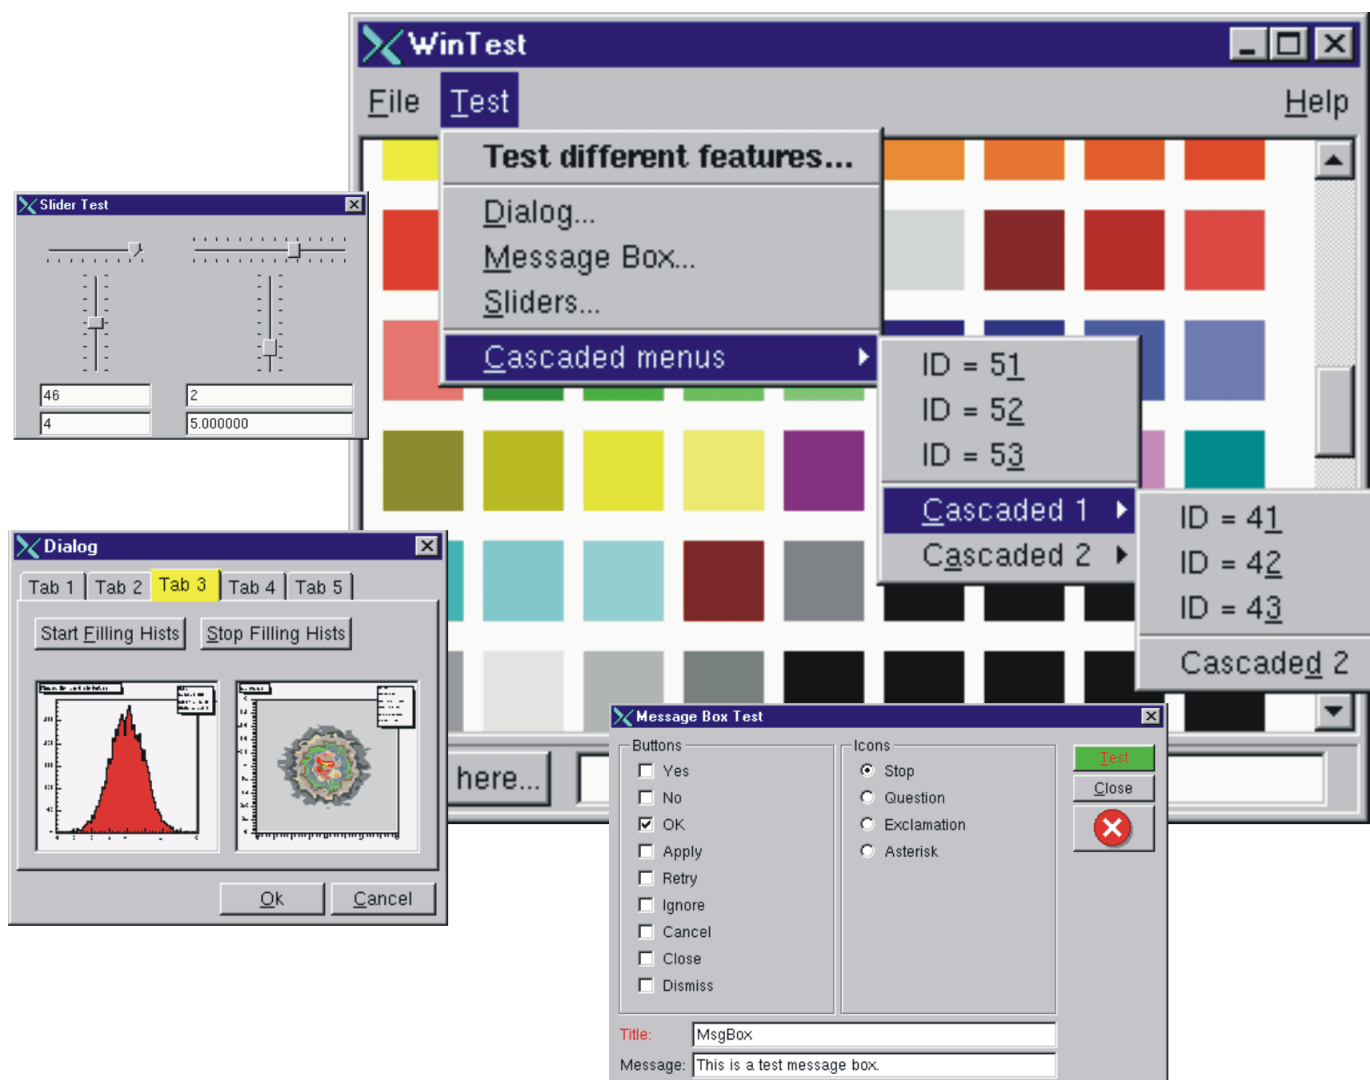 WinTest
File Test Help
Test different features...
Dialog...
Message Box...
Sliders...
Cascaded menus
ID = 51
ID = 52
ID = 53
Cascaded 1
Cascaded 2
ID = 41
ID = 42
ID = 43
Cascaded 2
here...
Slider Test
46
2
4
5.000000
Dialog
Tab 1 Tab 2 Tab 3 Tab 4 Tab 5
Start Filling Hists Stop Filling Hists
Ok Cancel
Message Box Test
Buttons
Yes
No
OK
Apply
Retry
Ignore
Cancel
Close
Dismiss
Icons
Stop
Question
Exclamation
Asterisk
Test
Close
Title: MsgBox
Message: This is a test message box.